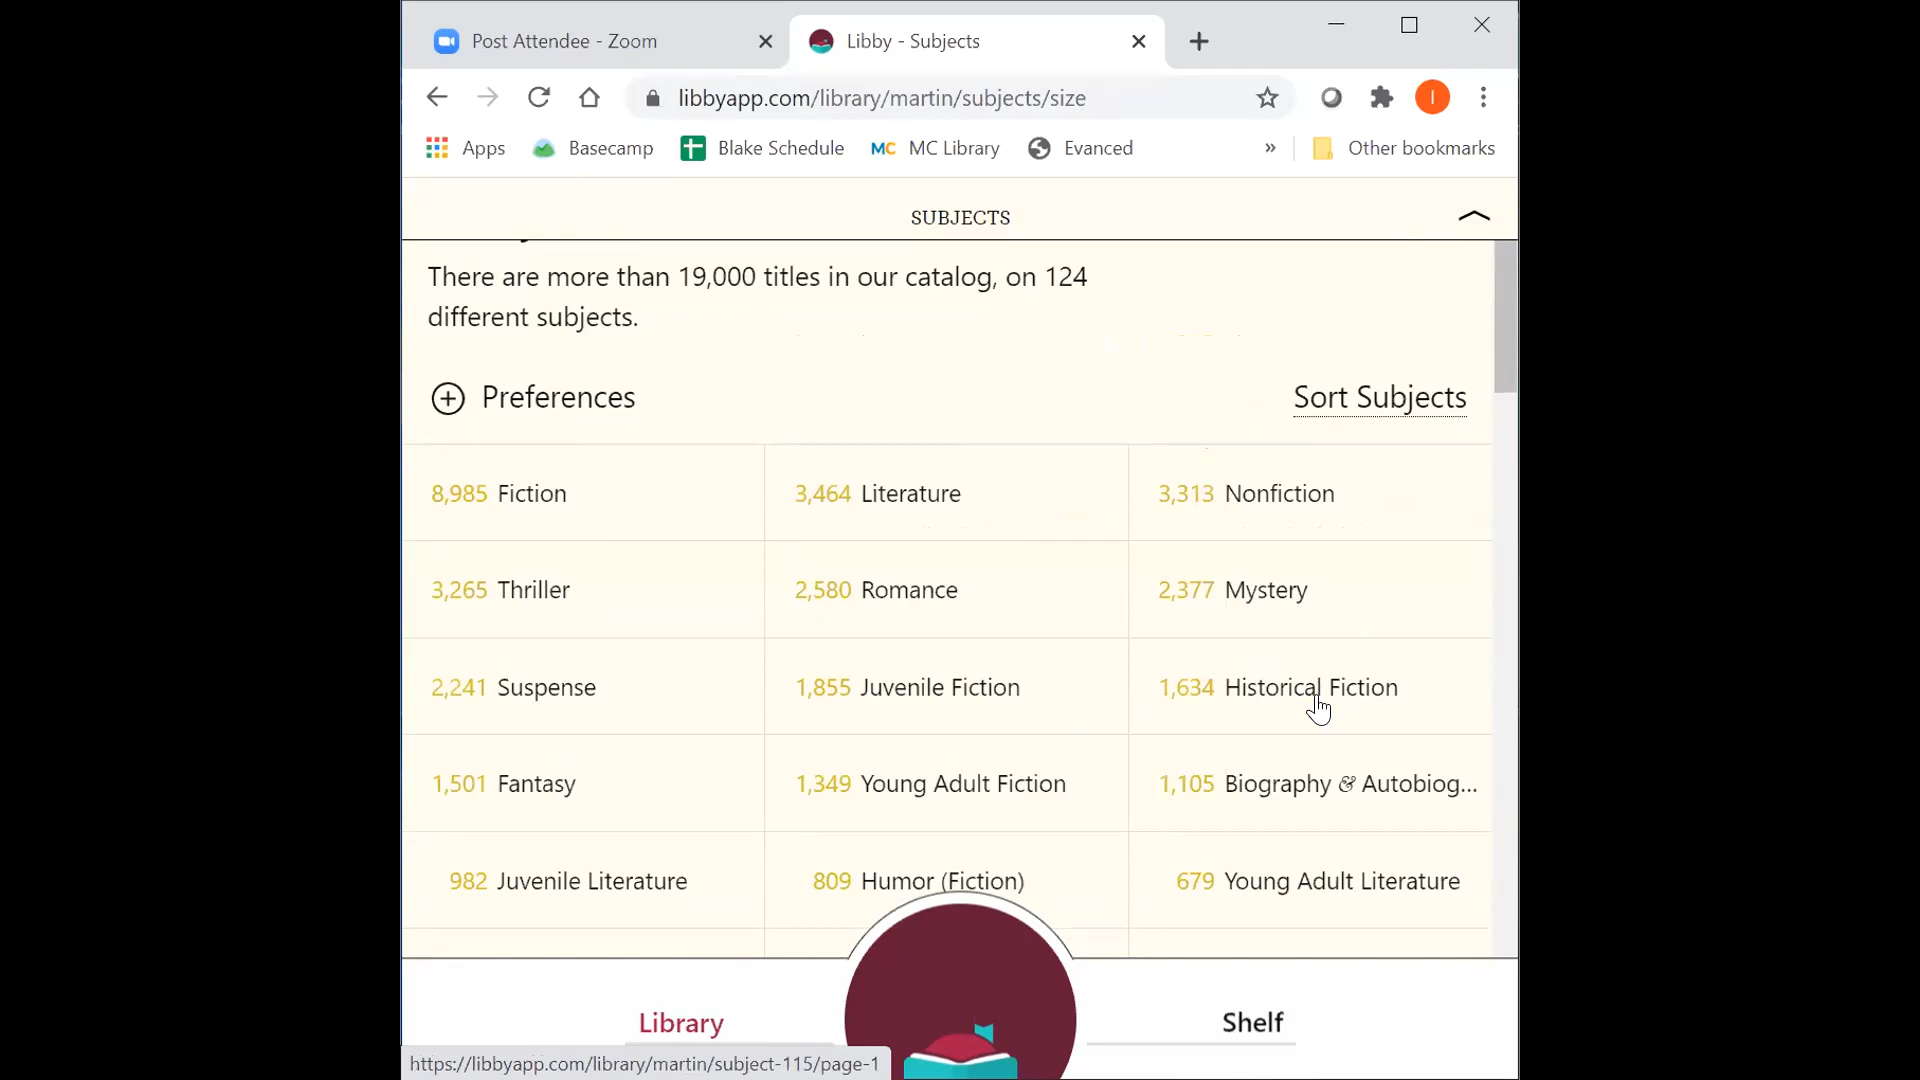 Post Attendee - Zoom
Libby - Subjects
libbyapp.com/library/martin/subjects/size
I
Apps
Basecamp
Blake Schedule
MC MC Library
Evanced
»
Other bookmarks
SUBJECTS
There are more than 19,000 titles in our catalog, on 124
different subjects.
Preferences
Sort Subjects
8,985 Fiction
3,464 Literature
3,313 Nonfiction
3,265 Thriller
2,580 Romance
2,377 Mystery
2,241 Suspense
1,855 Juvenile Fiction
1,634 Historical Fiction
1,501 Fantasy
1,349 Young Adult Fiction
1,105 Biography & Autobiog...
982 Juvenile Literature
809 Humor (Fiction)
679 Young Adult Literature
Library
Shelf
https://libbyapp.com/library/martin/subject-115/page-1